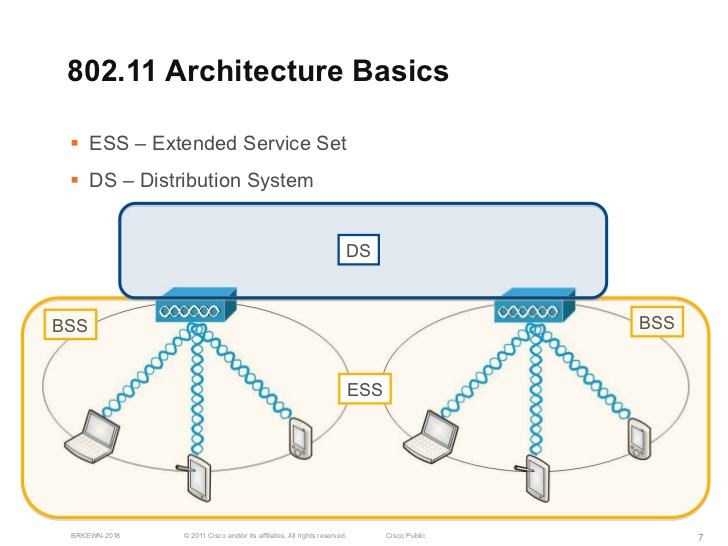 802.11 Architecture Basics
▪ ESS – Extended Service Set
▪ DS – Distribution System
DS
BSS
BSS
ESS
BRKEWN-2018 © 2011 Cisco and/or its affiliates. All rights reserved. Cisco Public 7